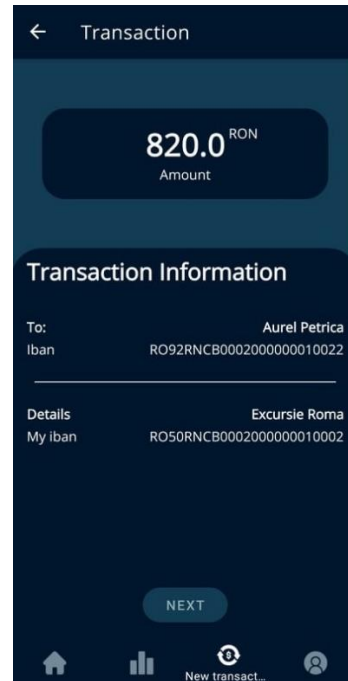 Transaction
820.0 RON
Amount
Transaction Information
To: Aurel Petrica
Iban RO92RNCB0002000000010022
Details Excursie Roma
My iban RO50RNCB0002000000010002
NEXT
New transact...